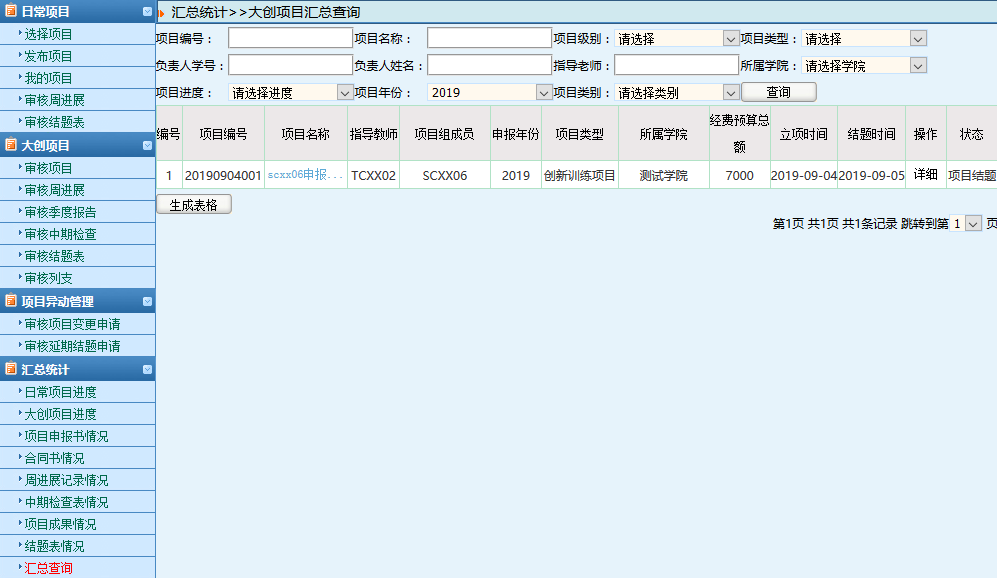 日常项目
选择项目
发布项目
我的项目
审核周进展
审核结题表
大创项目
审核项目
审核周进展
审核季度报告
审核中期检查
审核结题表
审核列支
项目异动管理
审核项目变更申请
审核延期结题申请
汇总统计
日常项目进度
大创项目进度
项目申报书情况
合同书情况
周进展记录情况
中期检查表情况
项目成果情况
结题表情况
汇总查询
汇总统计>>大创项目汇总查询
项目编号： 项目名称： 项目级别： 请选择 项目类型： 请选择
负责人学号： 负责人姓名： 指导老师： 所属学院： 请选择学院
项目进度： 请选择进度 项目年份： 2019 项目类别： 请选择类别 查询
编号 项目编号 项目名称 指导教师 项目组成员 申报年份 项目类型 所属学院 经费预算总额 立项时间 结题时间 操作 状态
1 20190904001 scxx06申报... TCXX02 SCXX06 2019 创新训练项目 测试学院 7000 2019-09-04 2019-09-05 详细 项目结题
生成表格
第1页 共1页 共1条记录 跳转到第 1 页